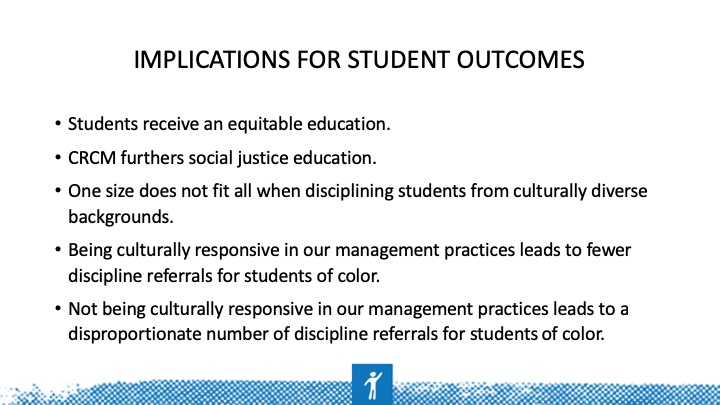 IMPLICATIONS FOR STUDENT OUTCOMES
• Students receive an equitable education.
• CRCM furthers social justice education.
• One size does not fit all when disciplining students from culturally diverse
backgrounds.
• Being culturally responsive in our management practices leads to fewer
discipline referrals for students of color.
• Not being culturally responsive in our management practices leads to a
disproportionate number of discipline referrals for students of color.